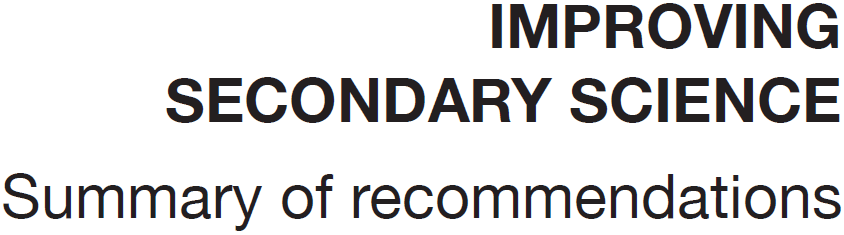 IMPROVING
SECONDARY SCIENCE
Summary of recommendations